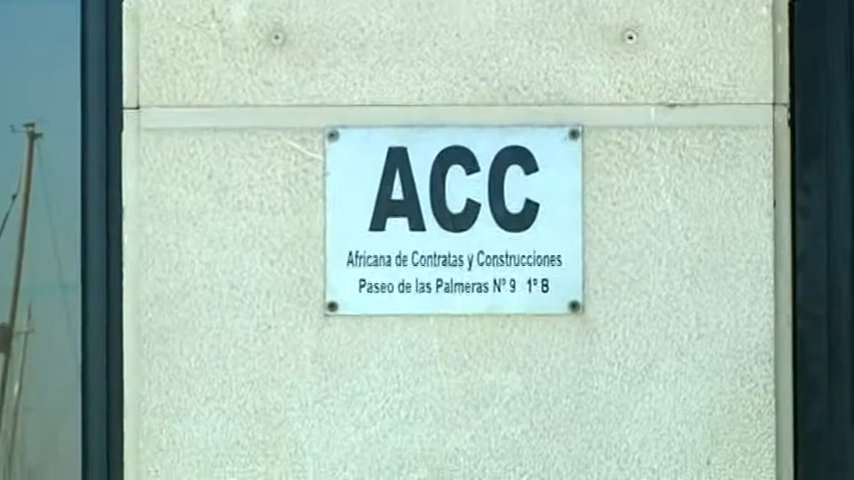 ACC
Africana de Contratas y Construcciones
Paseo de las Palmeras Nº 9 1º B